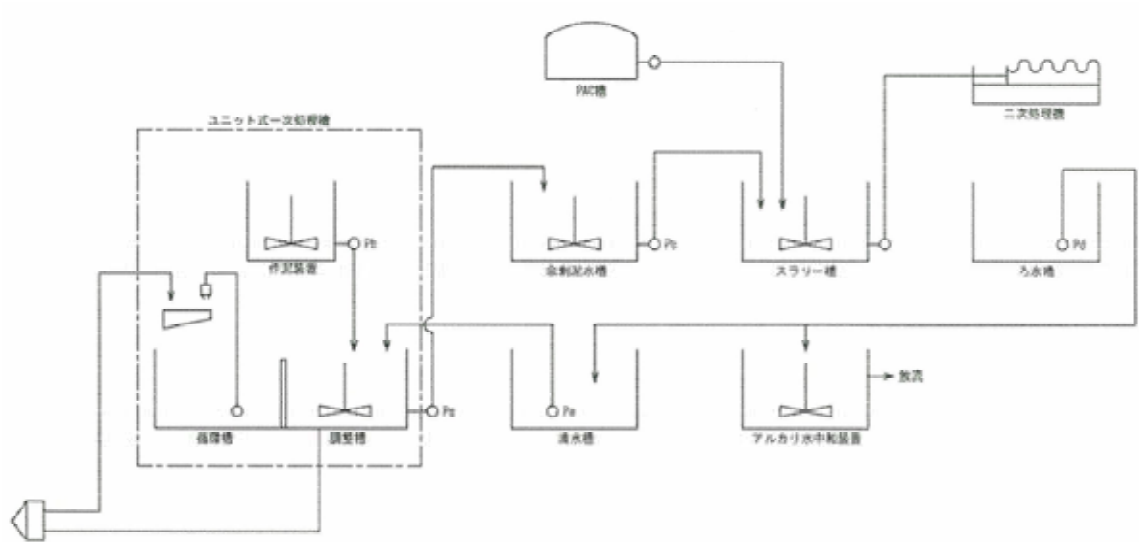 PAC槽
二次処理機
ユニット式一次処理槽
Pb
作泥装置
Pc
余剰泥水槽
スラリー槽
Pd
ろ水槽
循環槽
調整槽
Pa
Pe
清水槽
放流
アルカリ水中和装置